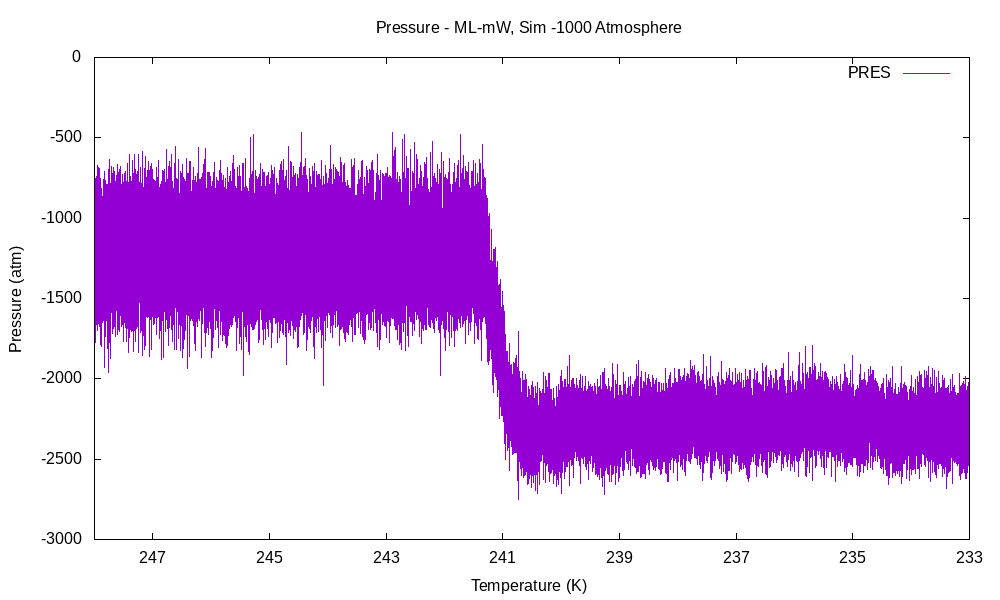 Pressure - ML-mW, Sim -1000 Atmosphere
PRES
0
-500
-1000
-1500
-2000
-2500
-3000
Pressure (atm)
247 245 243 241 239 237 235 233
Temperature (K)